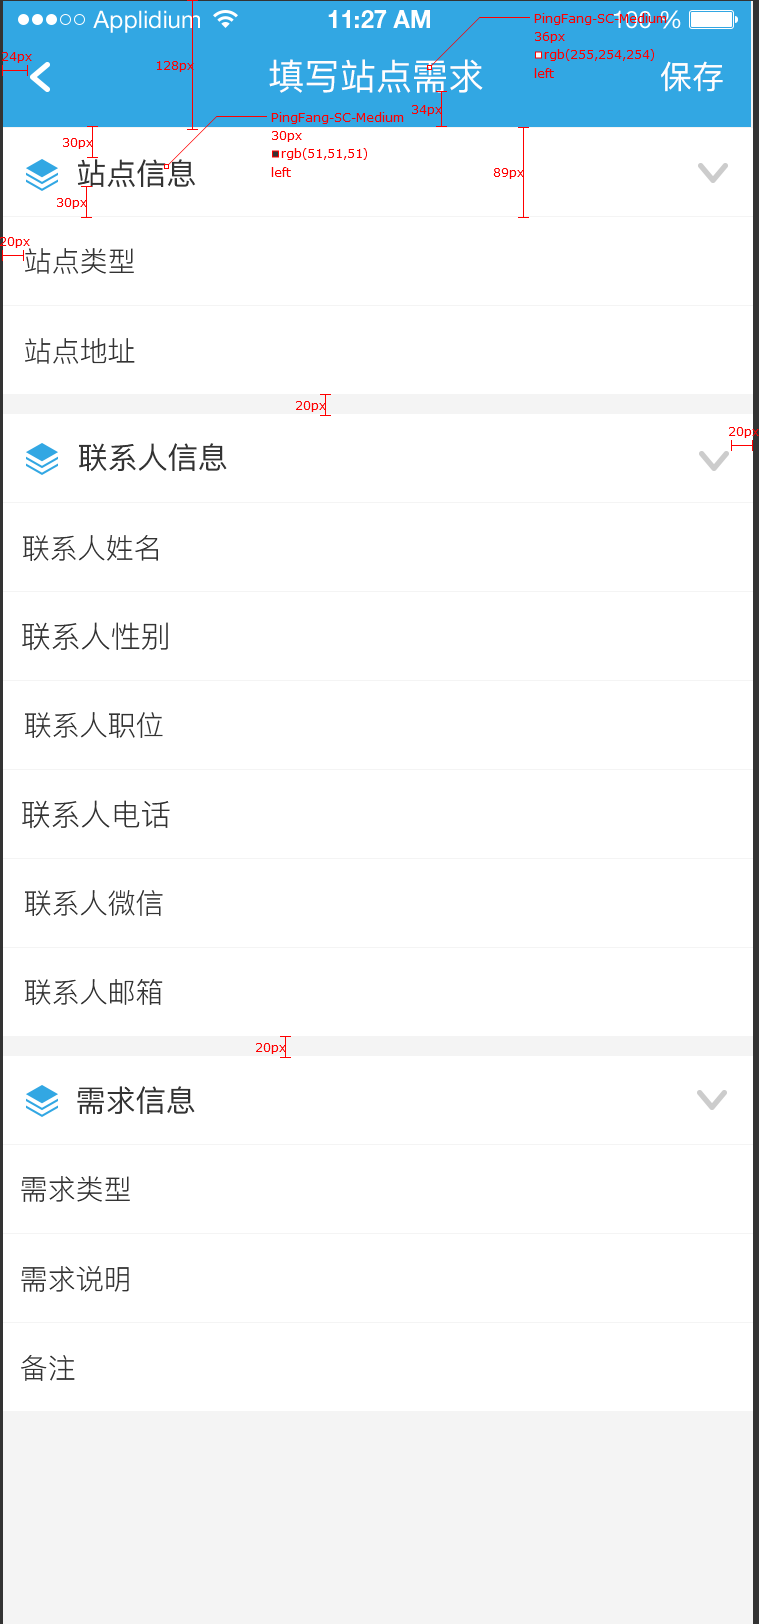 Applidium 11:27 AM 100 %
PingFang-SC-Medium
36px
rgb(255,254,254)
left
24px
128px
填写站点需求
保存
34px
PingFang-SC-Medium
30px
rgb(51,51,51)
left
30px
站点信息
89px
30px
20px
站点类型
站点地址
20px
20px
联系人信息
联系人姓名
联系人性别
联系人职位
联系人电话
联系人微信
联系人邮箱
20px
需求信息
需求类型
需求说明
备注